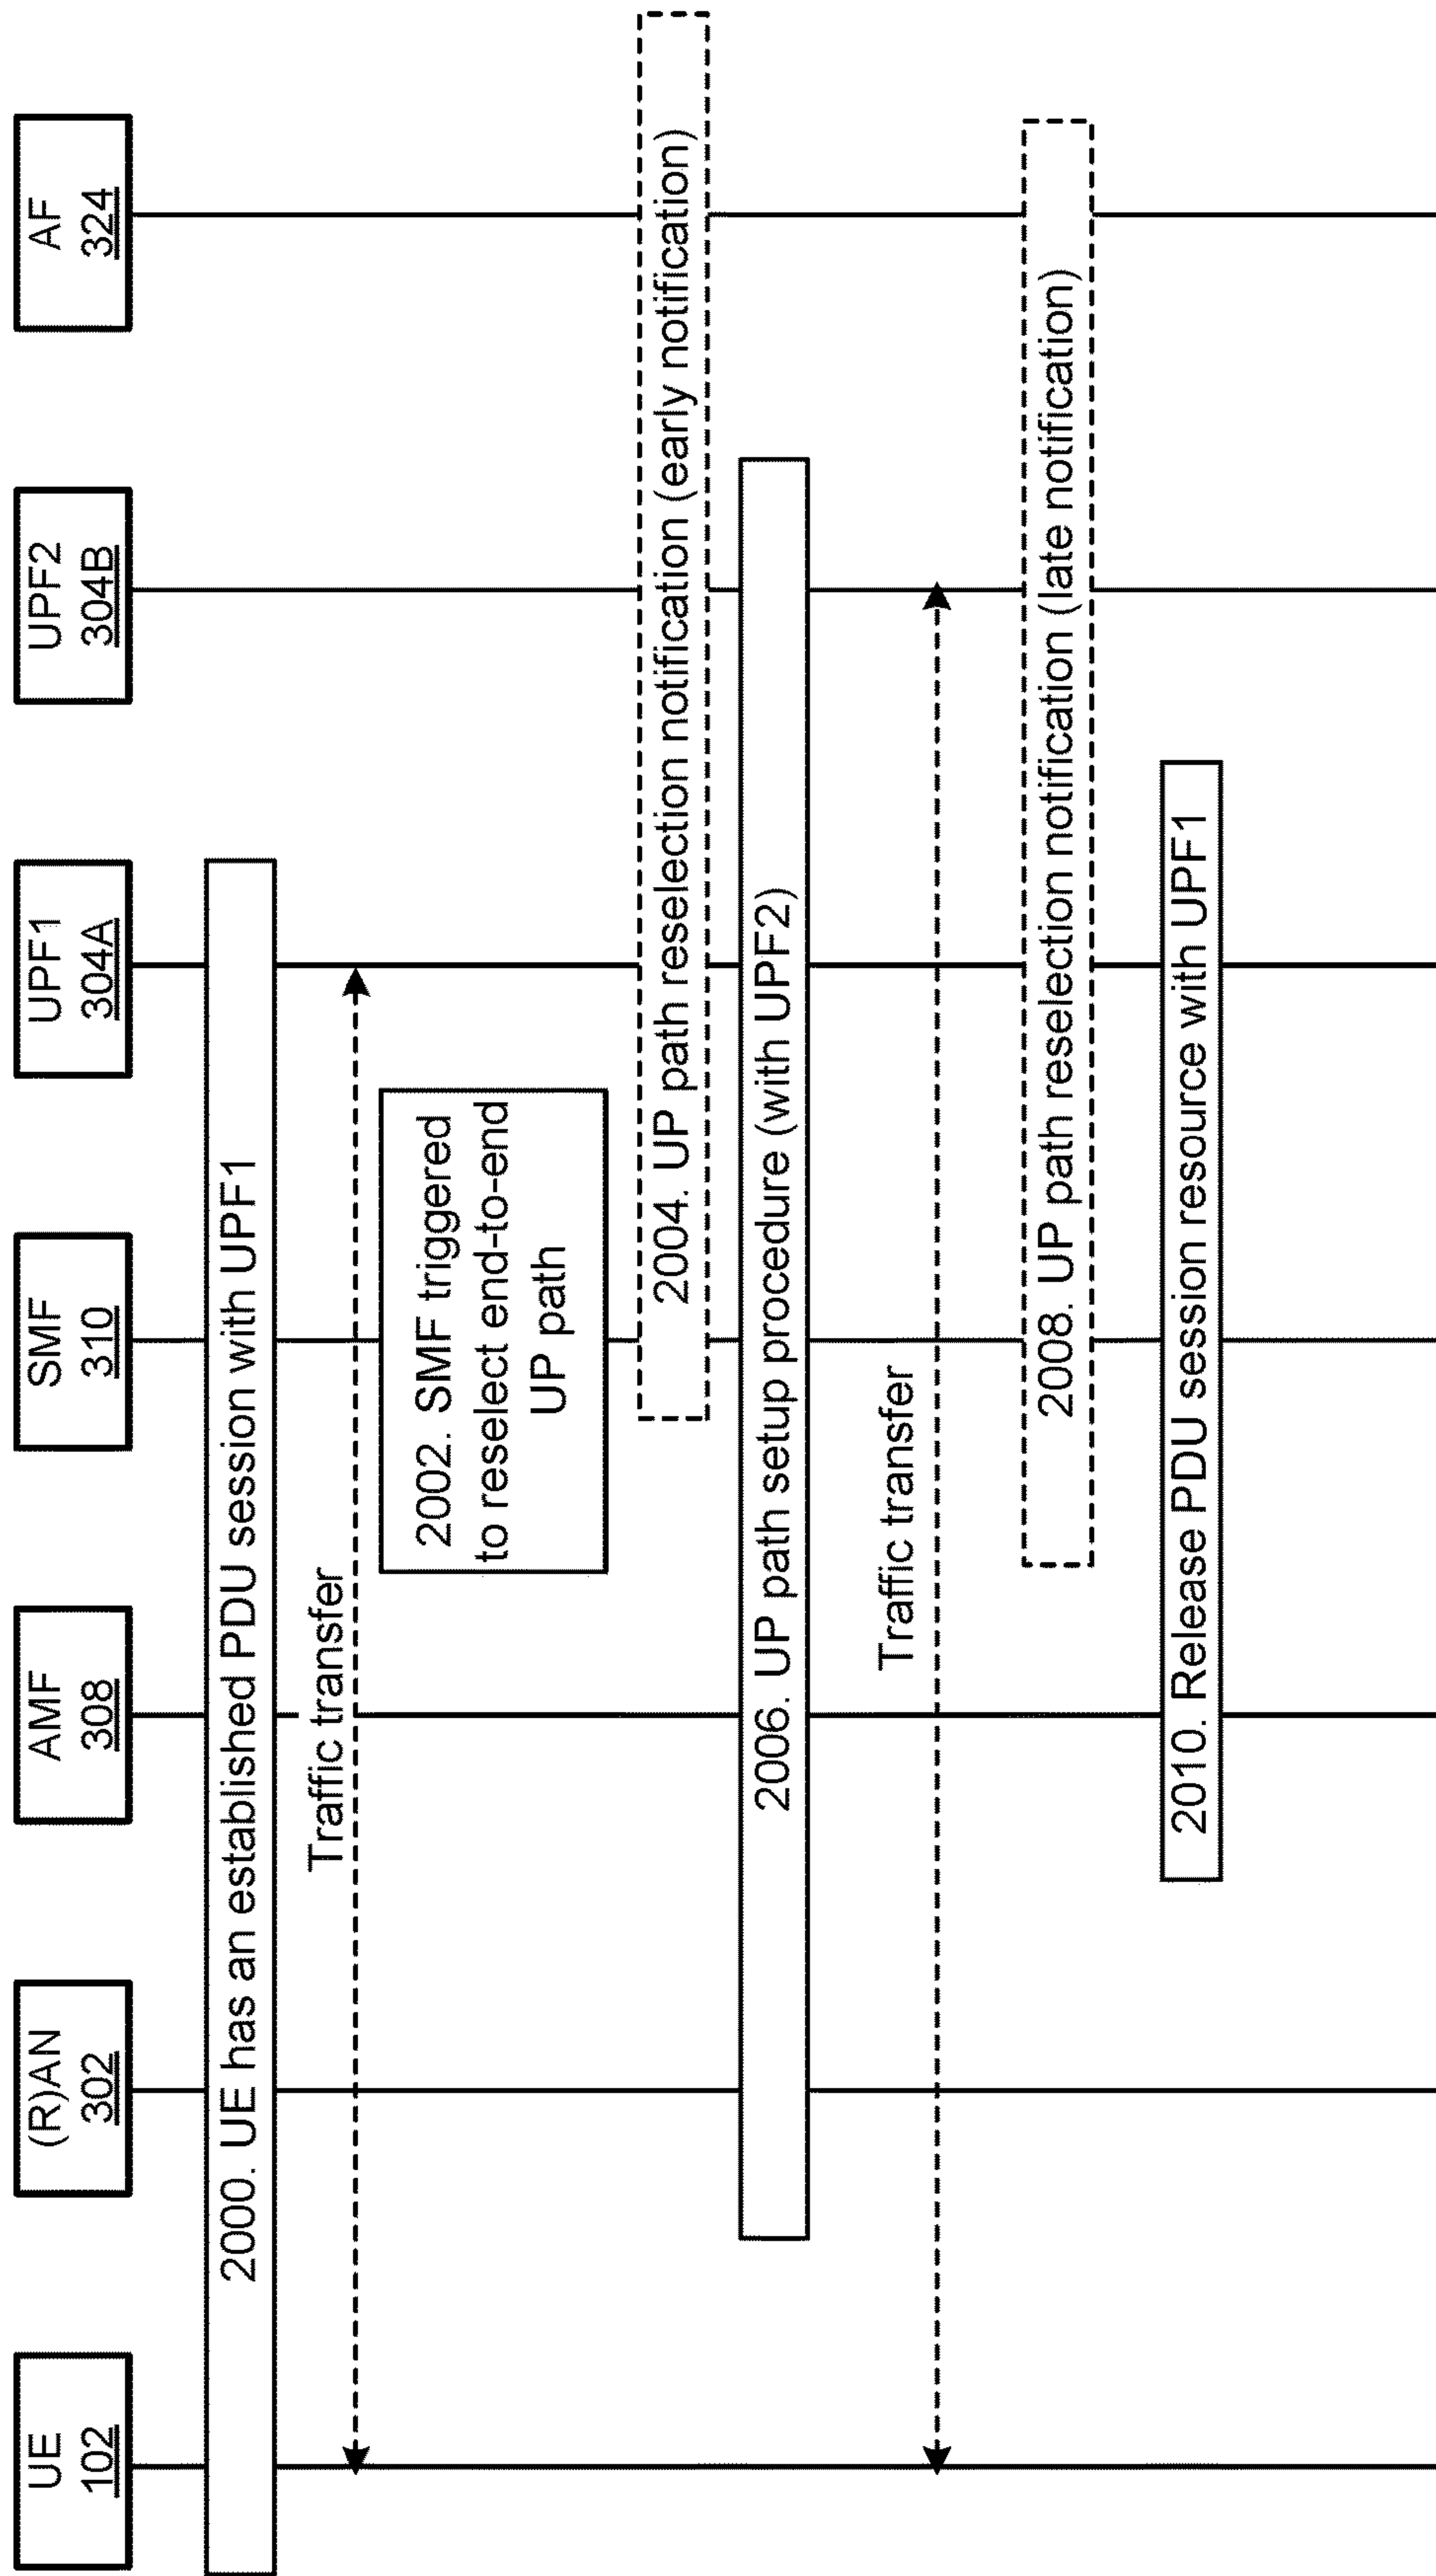 UE
102
(R)AN
302
AMF
308
SMF
310
UPF1
304A
UPF2
304B
AF
324
2000. UE has an established PDU session with UPF1
Traffic transfer
2002. SMF triggered
to reselect end-to-end
UP path
2004. UP path reselection notification (early notification)
2006. UP path setup procedure (with UPF2)
Traffic transfer
2008. UP path reselection notification (late notification)
2010. Release PDU session resource with UPF1